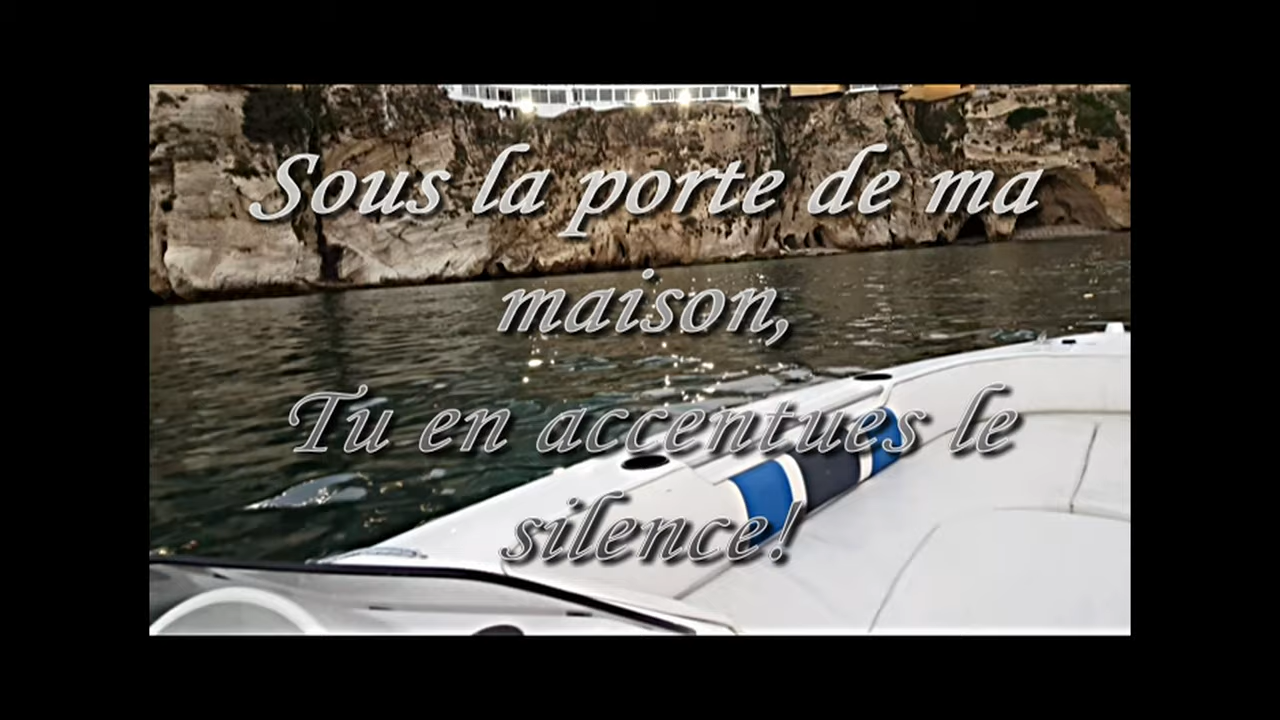 Sous la porte de ma
maison,
Tu en accentues le
silence!